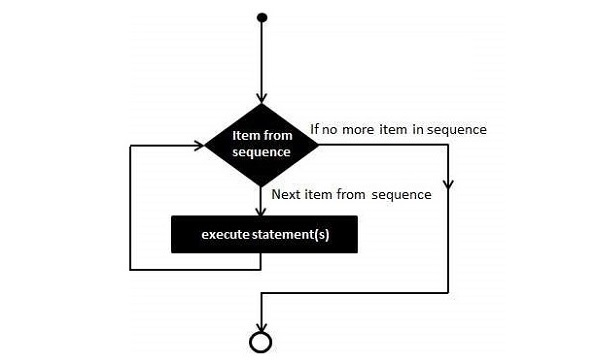 If no more item in sequence
Item from
sequence
Next item from sequence
execute statement(s)